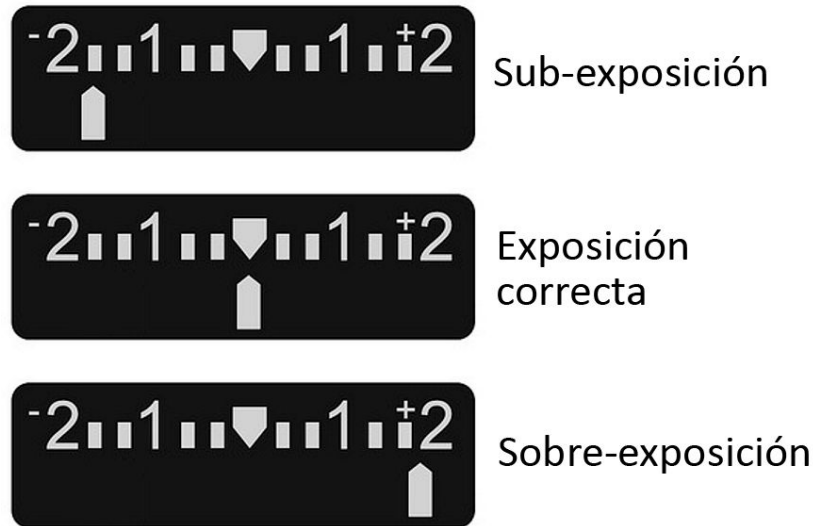 -2 1 1 +2
Sub-exposición
-2 1 1 +2
Exposición
correcta
-2 1 1 +2
Sobre-exposición